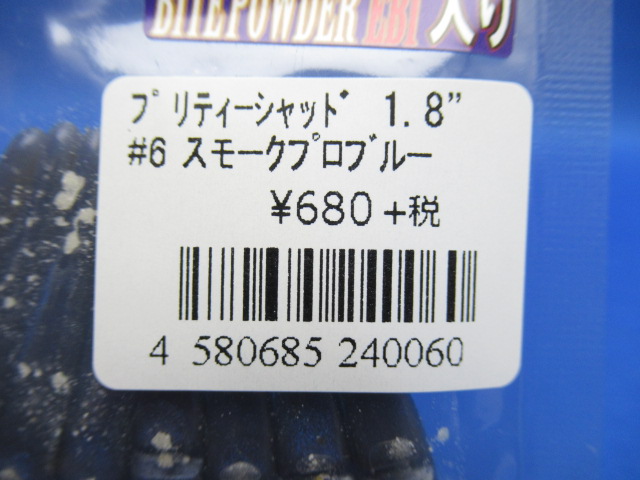 BITEPOWDER EBI 入り
プリティーシャッド 1.8”
#6 スモークプロブルー
¥680+税
4 580685 240060